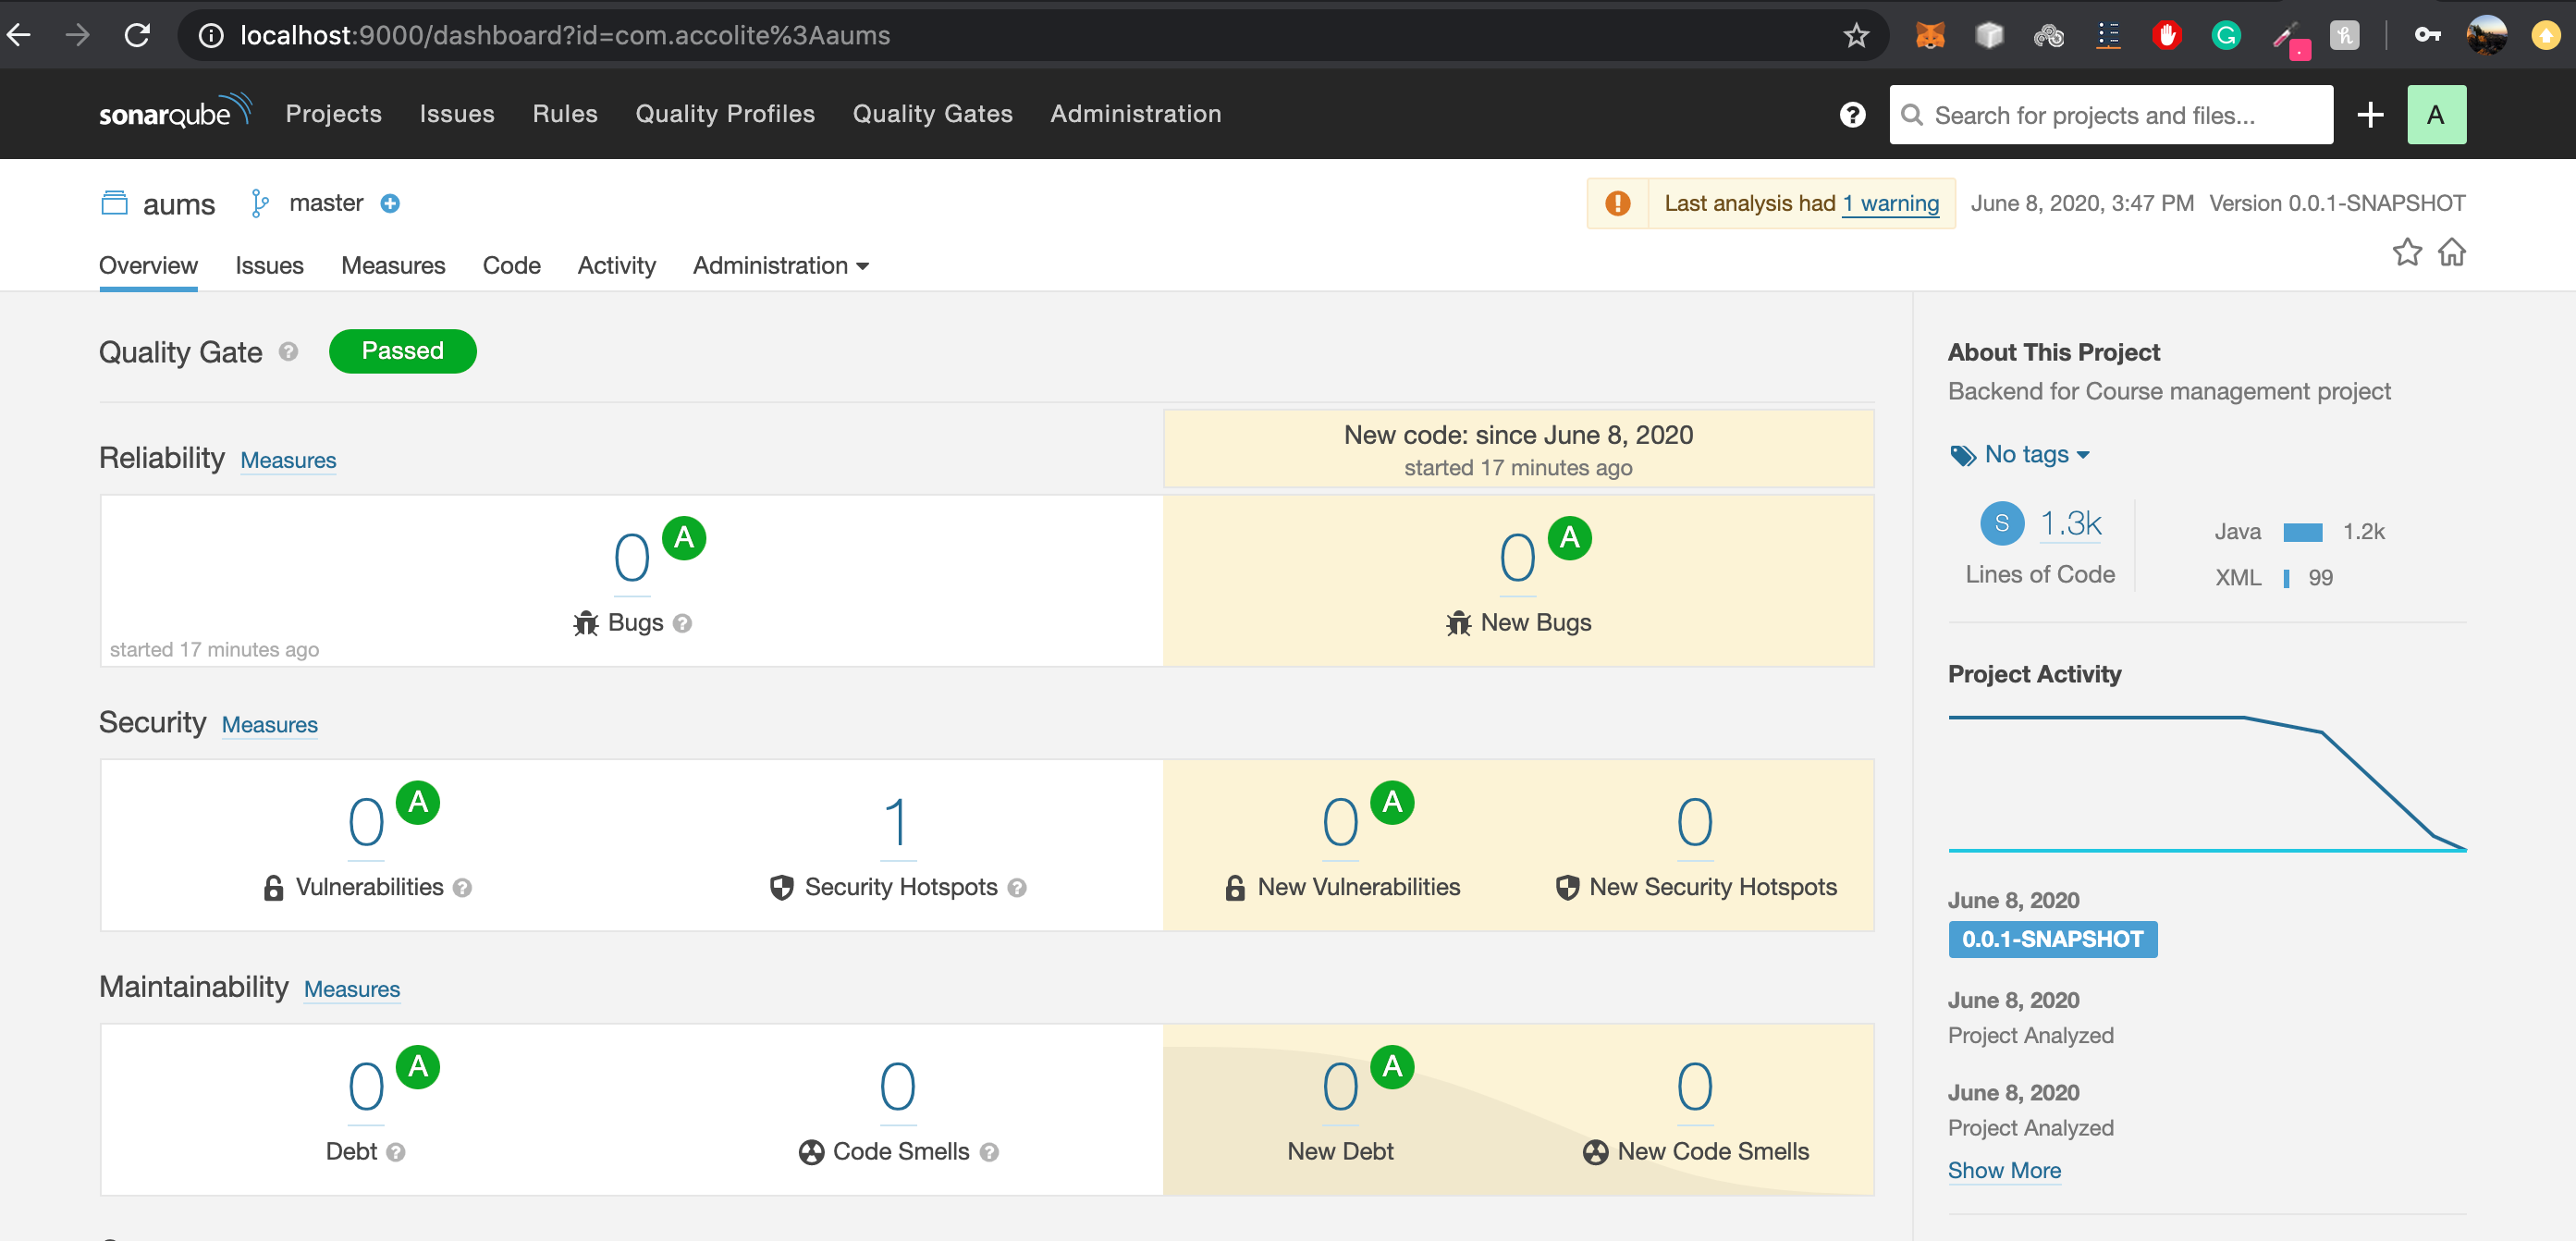 localhost:9000/dashboard?id=com.accolite%3Aaums
sonarqube Projects Issues Rules Quality Profiles Quality Gates Administration Search for projects and files... A
aums master Last analysis had 1 warning June 8, 2020, 3:47 PM Version 0.0.1-SNAPSHOT
Overview Issues Measures Code Activity Administration
Quality Gate Passed
New code: since June 8, 2020
started 17 minutes ago
Reliability Measures
0 A 0 A
Bugs New Bugs
started 17 minutes ago
Security Measures
0 A 1 0 A 0
Vulnerabilities Security Hotspots New Vulnerabilities New Security Hotspots
Maintainability Measures
0 A 0 0 A 0
Debt Code Smells New Debt New Code Smells
About This Project
Backend for Course management project
No tags
S 1.3k
Lines of Code
Java 1.2k
XML 99
Project Activity
June 8, 2020
0.0.1-SNAPSHOT
June 8, 2020
Project Analyzed
June 8, 2020
Project Analyzed
Show More